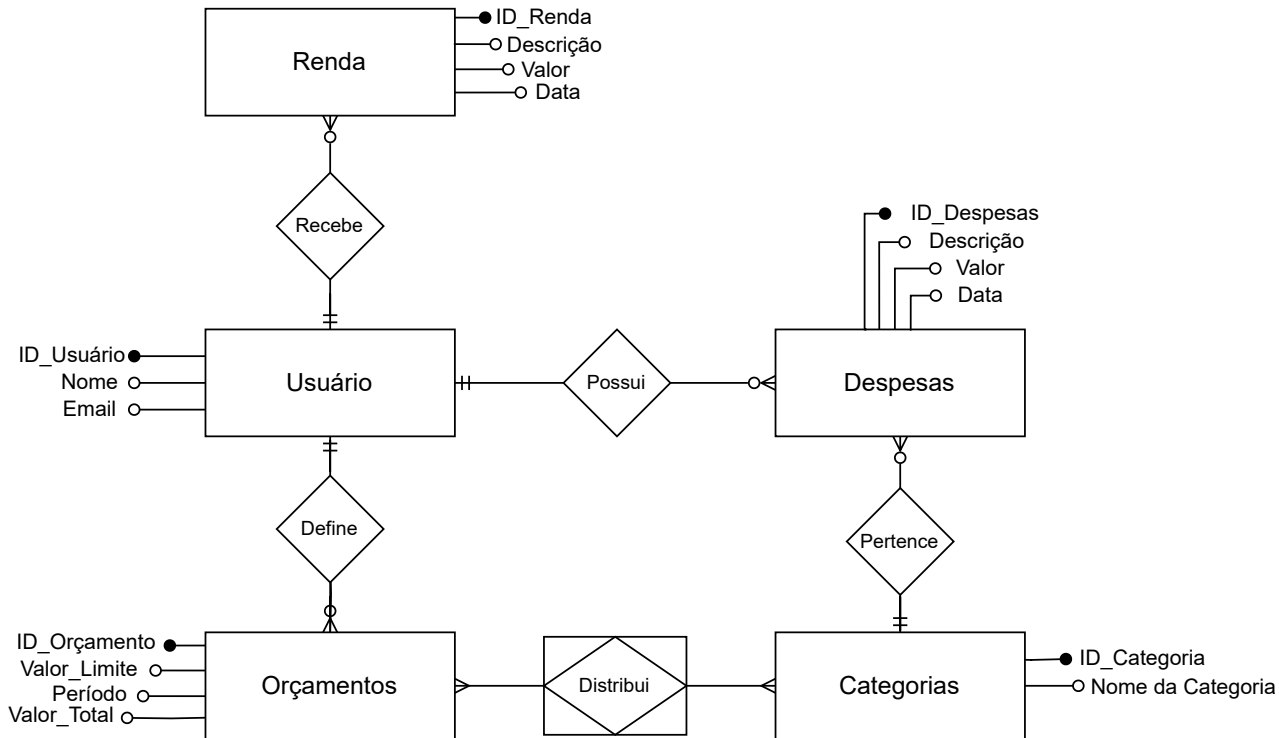 ID_Renda
Descrição
Renda
Valor
Data
Recebe
ID_Despesas
Descrição
Valor
Data
ID_Usuário
Nome
Email
Usuário
Possui
Despesas
Define
Pertence
ID_Orçamento
Valor_Limite
Período
Valor_Total
Orçamentos
Distribui
Categorias
ID_Categoria
Nome da Categoria